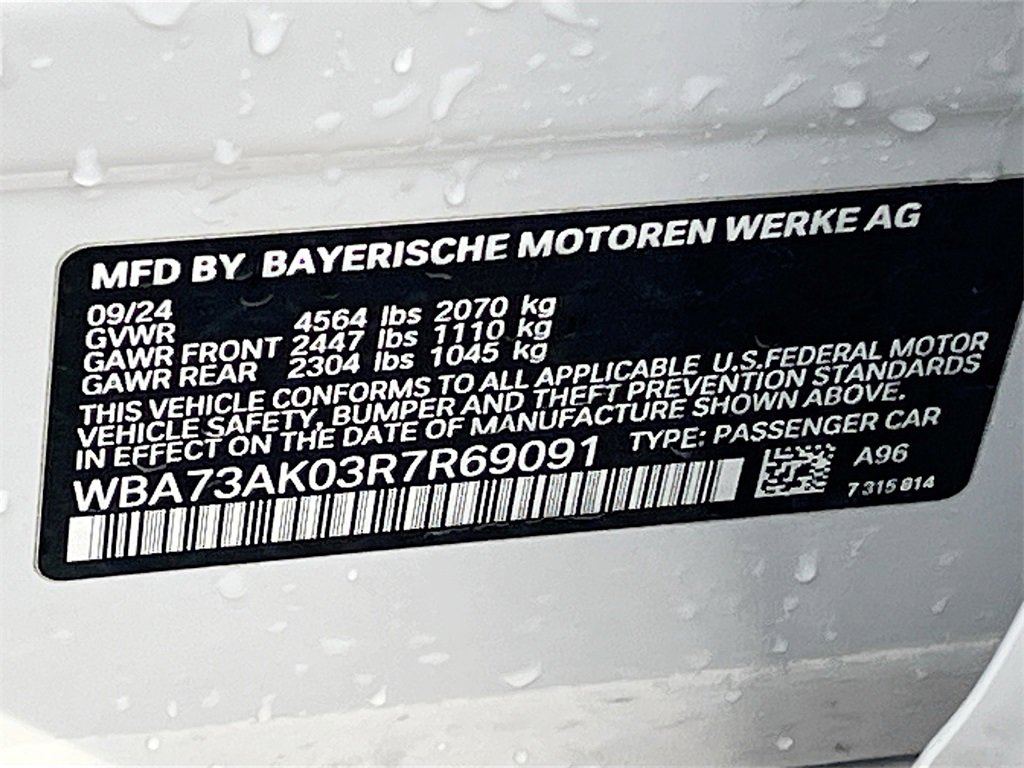 MFD BY BAYERISCHE MOTOREN WERKE AG
09/24
GVWR 4564 lbs 2070 kg
GAWR FRONT 2447 lbs 1110 kg
GAWR REAR 2304 lbs 1045 kg
THIS VEHICLE CONFORMS TO ALL APPLICABLE U.S.FEDERAL MOTOR
VEHICLE SAFETY, BUMPER AND THEFT PREVENTION STANDARDS
IN EFFECT ON THE DATE OF MANUFACTURE SHOWN ABOVE.
WBA73AK03R7R69091 TYPE: PASSENGER CAR
A96
7 315 814